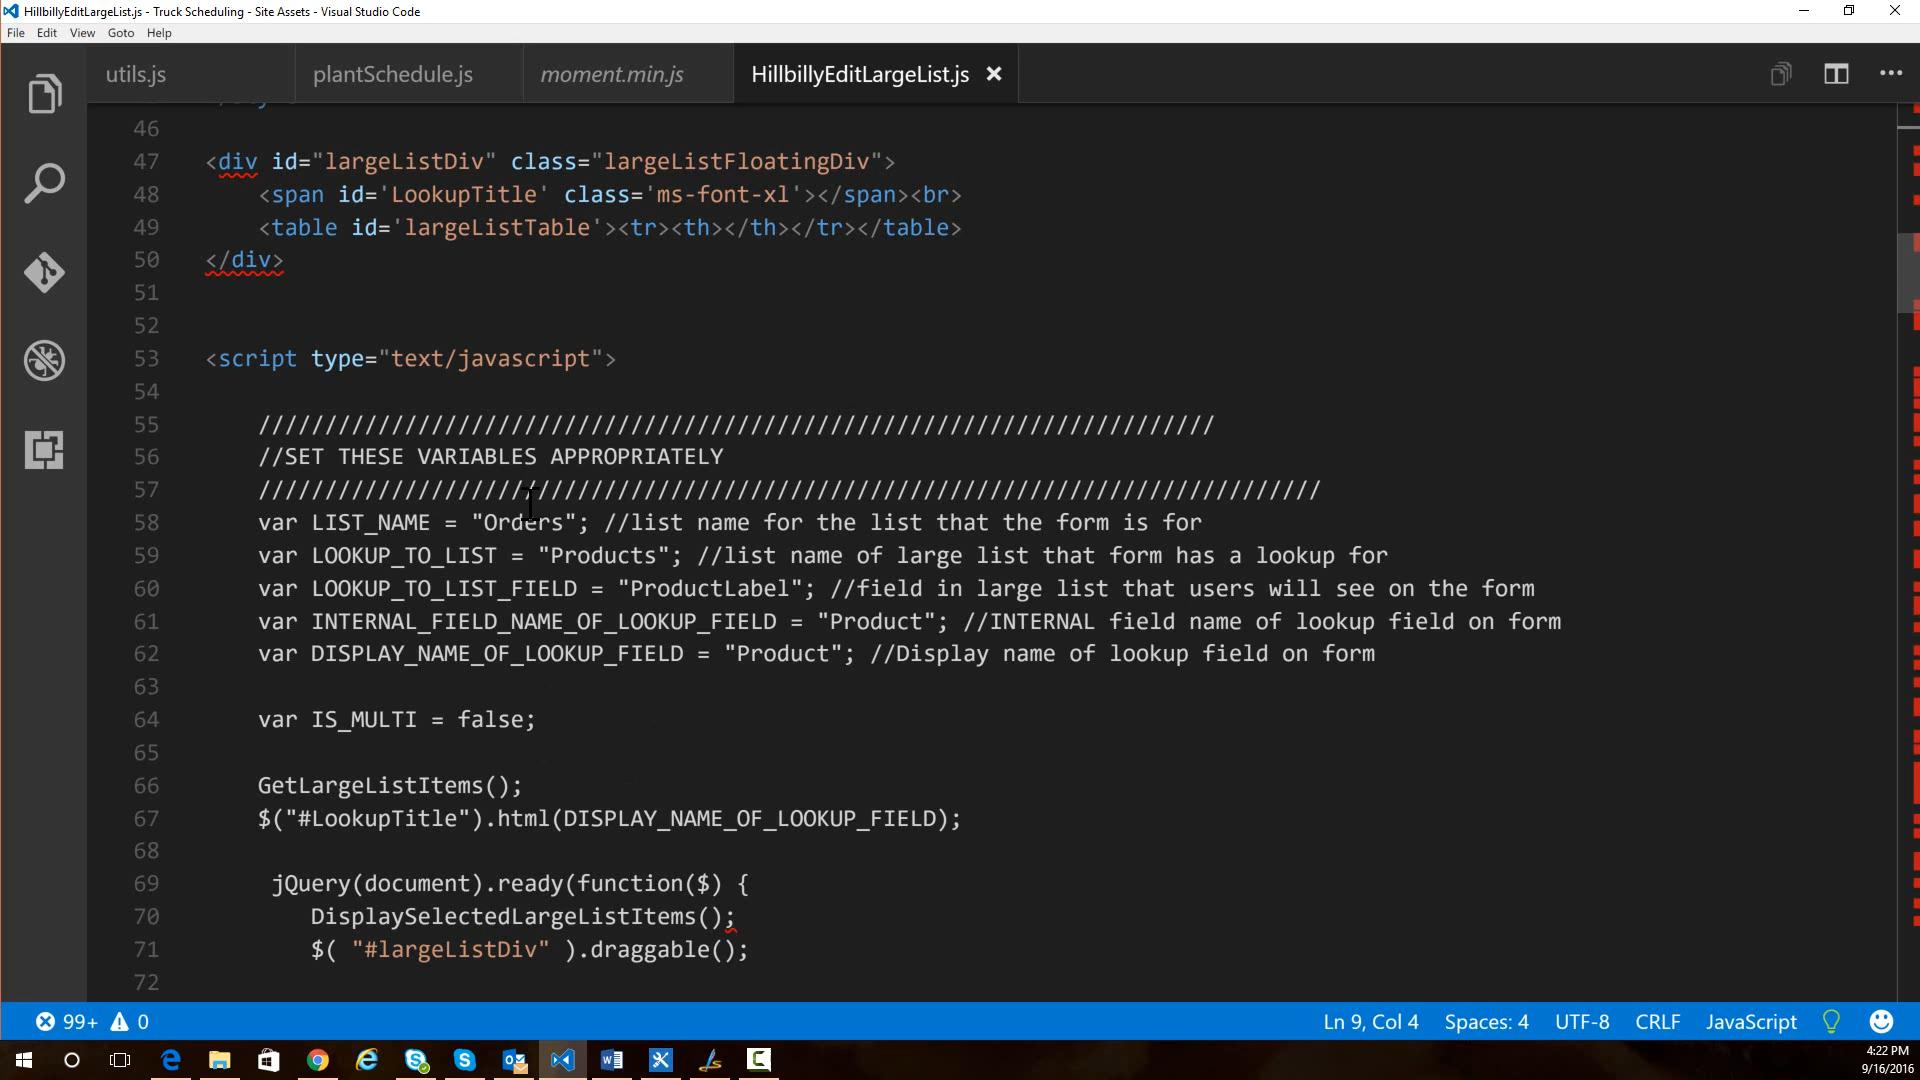 HillbillyEditLargeList.js - Truck Scheduling - Site Assets - Visual Studio Code
File Edit View Goto Help
utils.js plantSchedule.js moment.min.js HillbillyEditLargeList.js
46
47 <div id="largeListDiv" class="largeListFloatingDiv">
48 <span id='LookupTitle' class='ms-font-xl'></span><br>
49 <table id='largeListTable'><tr><th></th></tr></table>
50 </div>
51
52
53 <script type="text/javascript">
54
55 ////////////////////////////////////////////////////////////////////////
56 //SET THESE VARIABLES APPROPRIATELY
57 ////////////////////////////////////////////////////////////////////////////////
58 var LIST_NAME = "Orders"; //list name for the list that the form is for
59 var LOOKUP_TO_LIST = "Products"; //list name of large list that form has a lookup for
60 var LOOKUP_TO_LIST_FIELD = "ProductLabel"; //field in large list that users will see on the form
61 var INTERNAL_FIELD_NAME_OF_LOOKUP_FIELD = "Product"; //INTERNAL field name of lookup field on form
62 var DISPLAY_NAME_OF_LOOKUP_FIELD = "Product"; //Display name of lookup field on form
63
64 var IS_MULTI = false;
65
66 GetLargeListItems();
67 $("#LookupTitle").html(DISPLAY_NAME_OF_LOOKUP_FIELD);
68
69 jQuery(document).ready(function($) {
70 DisplaySelectedLargeListItems();
71 $( "#largeListDiv" ).draggable();
72
99+ 0 Ln 9, Col 4 Spaces: 4 UTF-8 CRLF JavaScript
4:22 PM
9/16/2016